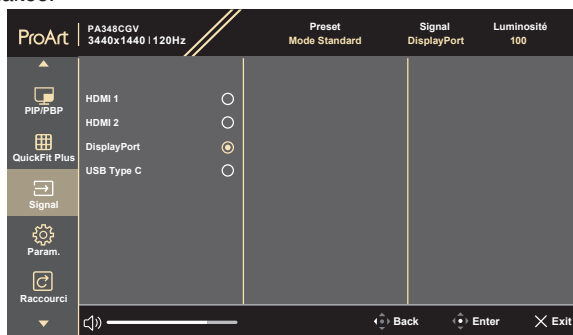 ProArt
PA348CGV
3440x1440 | 120Hz
Preset
Mode Standard
Signal
DisplayPort
Luminosité
100
PIP/PBP
QuickFit Plus
Signal
Param.
Raccourci
HDMI 1
HDMI 2
DisplayPort
USB Type C
Back
Enter
Exit